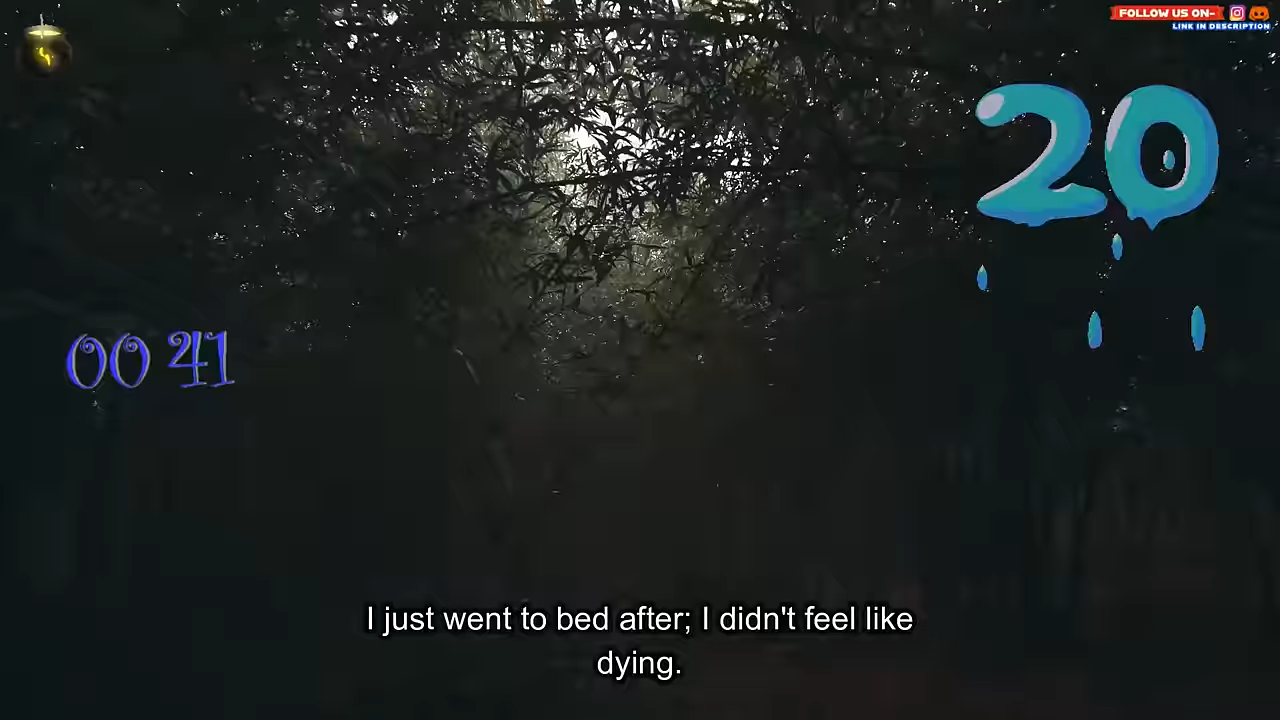 FOLLOW US ON-
LINK IN DESCRIPTION
20
00 41
I just went to bed after; I didn't feel like
dying.